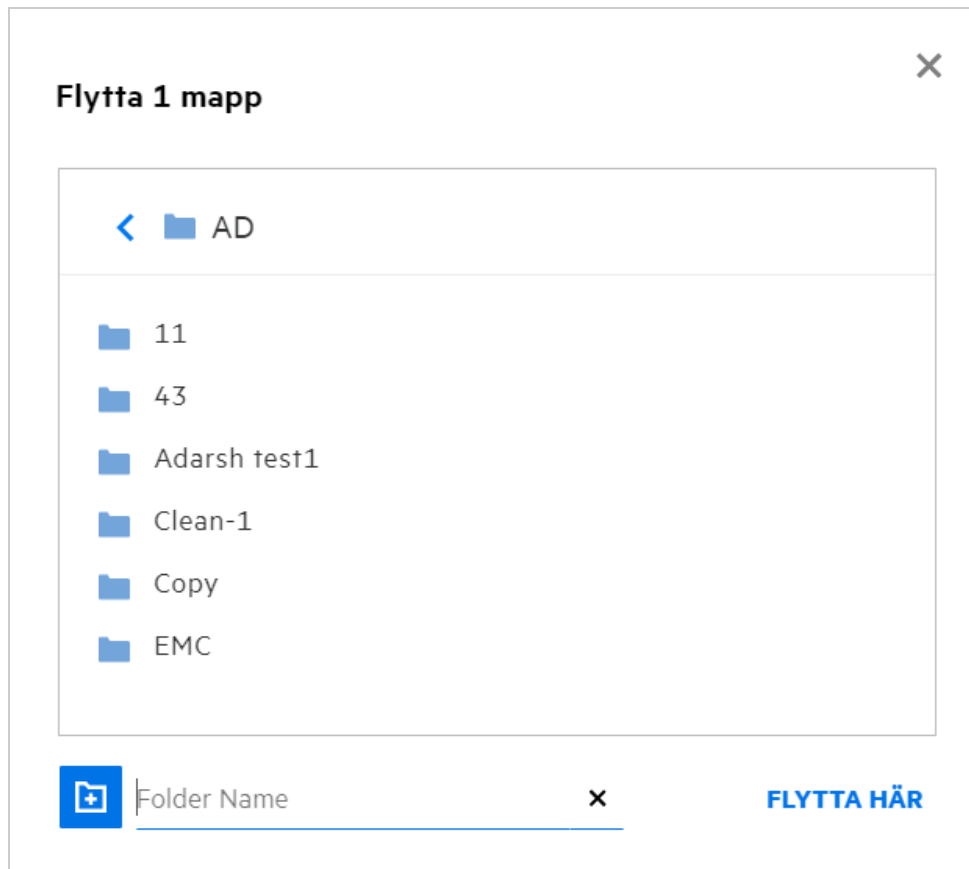 Flytta 1 mapp
AD
11
43
Adarsh test1
Clean-1
Copy
EMC
Folder Name
FLYTTA HÄR